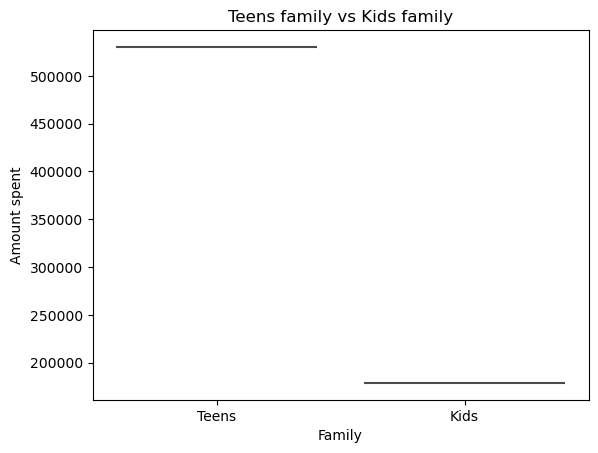 Teens family vs Kids family
Amount spent
500000
450000
400000
350000
300000
250000
200000
Teens
Kids
Family